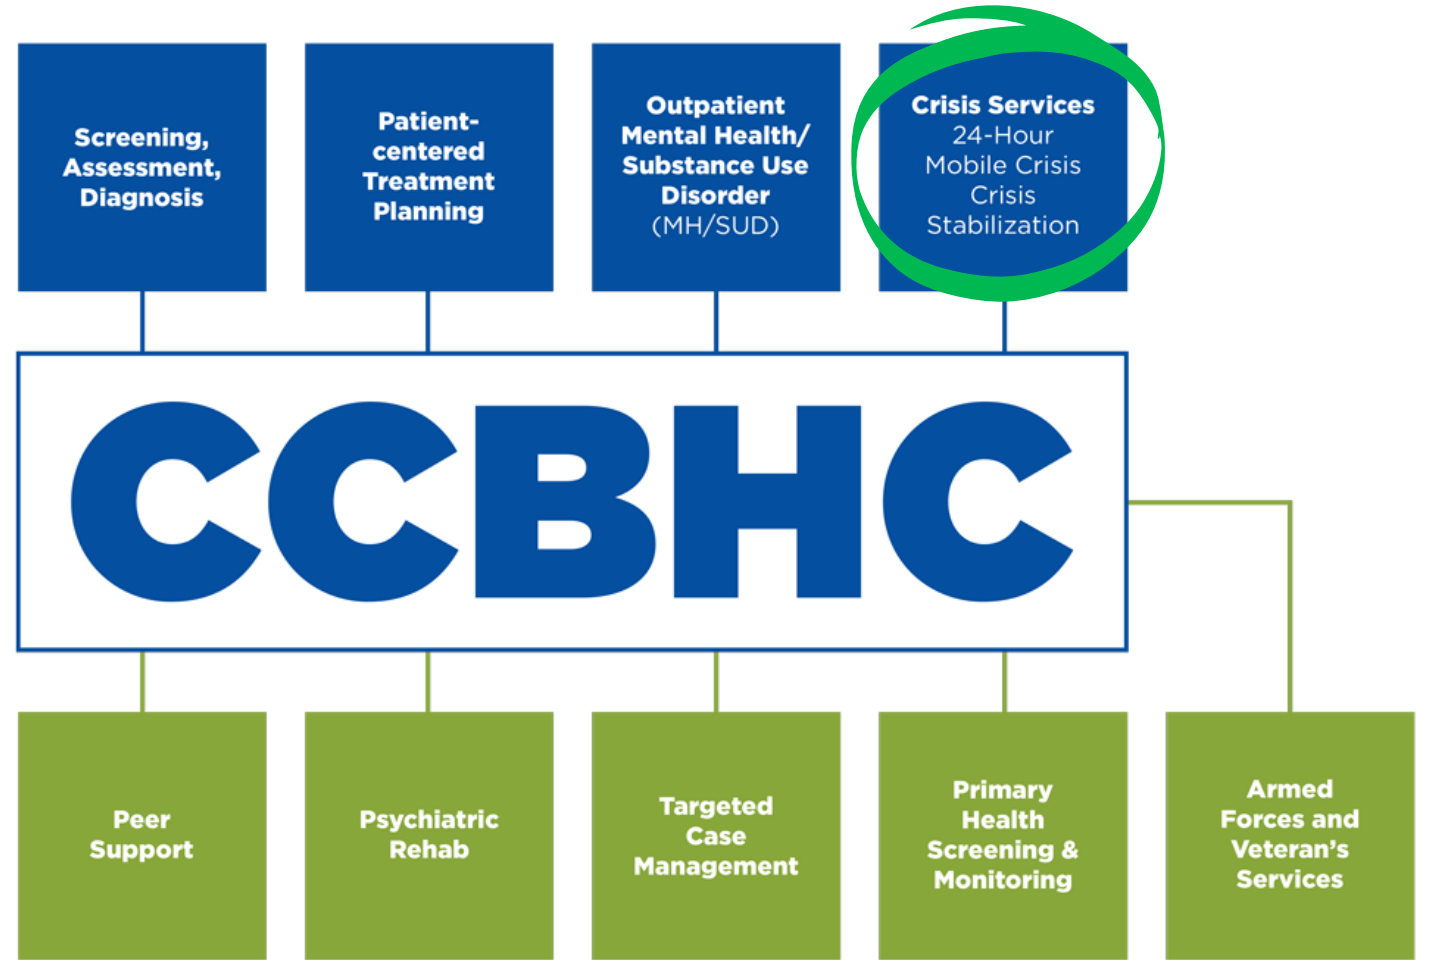 Screening,
Assessment,
Diagnosis
Patient-
centered
Treatment
Planning
Outpatient
Mental Health/
Substance Use
Disorder
(MH/SUD)
Crisis Services
24-Hour
Mobile Crisis
Crisis
Stabilization
CCBHC
Peer
Support
Psychiatric
Rehab
Targeted
Case
Management
Primary
Health
Screening &
Monitoring
Armed
Forces and
Veteran’s
Services